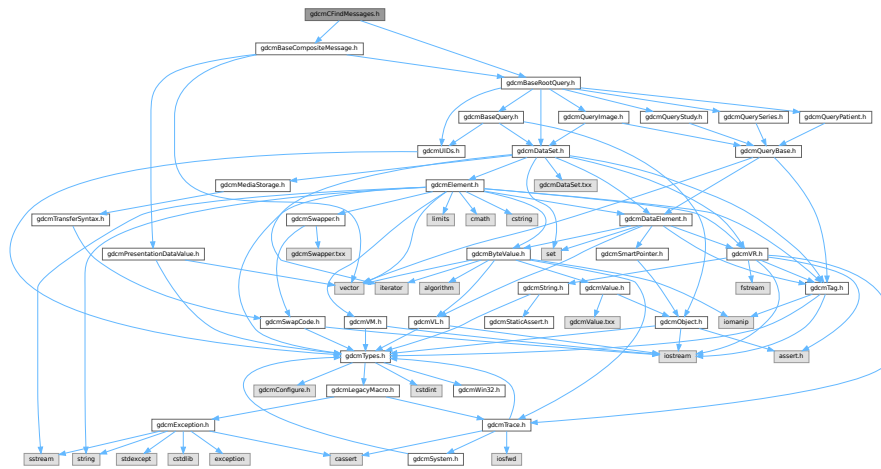 gdcmCFindMessages.h
gdcmBaseCompositeMessage.h
gdcmBaseRootQuery.h
gdcmBaseQuery.h
gdcmQueryImage.h
gdcmQueryStudy.h
gdcmQuerySeries.h
gdcmQueryPatient.h
gdcmUIDs.h
gdcmDataSet.h
gdcmQueryBase.h
gdcmMediaStorage.h
gdcmElement.h
gdcmDataSet.txx
gdcmTransferSyntax.h
gdcmSwapper.h
limits
cmath
cstring
gdcmDataElement.h
gdcmPresentationDataValue.h
gdcmSwapper.txx
gdcmByteValue.h
set
gdcmSmartPointer.h
gdcmVR.h
vector
iterator
algorithm
gdcmString.h
gdcmValue.h
fstream
gdcmTag.h
gdcmSwapCode.h
gdcmVM.h
gdcmVL.h
gdcmStaticAssert.h
gdcmValue.txx
gdcmObject.h
iomanip
gdcmTypes.h
iostream
assert.h
gdcmConfigure.h
gdcmLegacyMacro.h
cstdint
gdcmWin32.h
gdcmException.h
gdcmTrace.h
sstream
string
stdexcept
cstdlib
exception
cassert
gdcmSystem.h
iosfwd